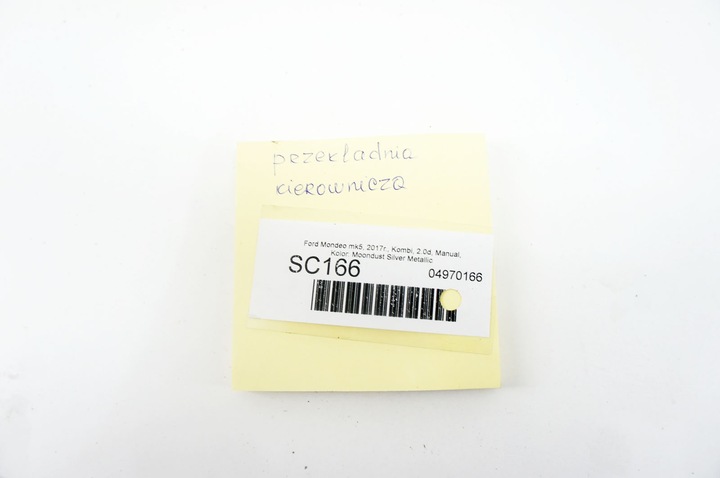 przekładnia
kierownicza
Ford Mondeo mk5, 2017r., Kombi, 2.0d, Manual,
Kolor: Moondust Silver Metallic
SC166
04970166